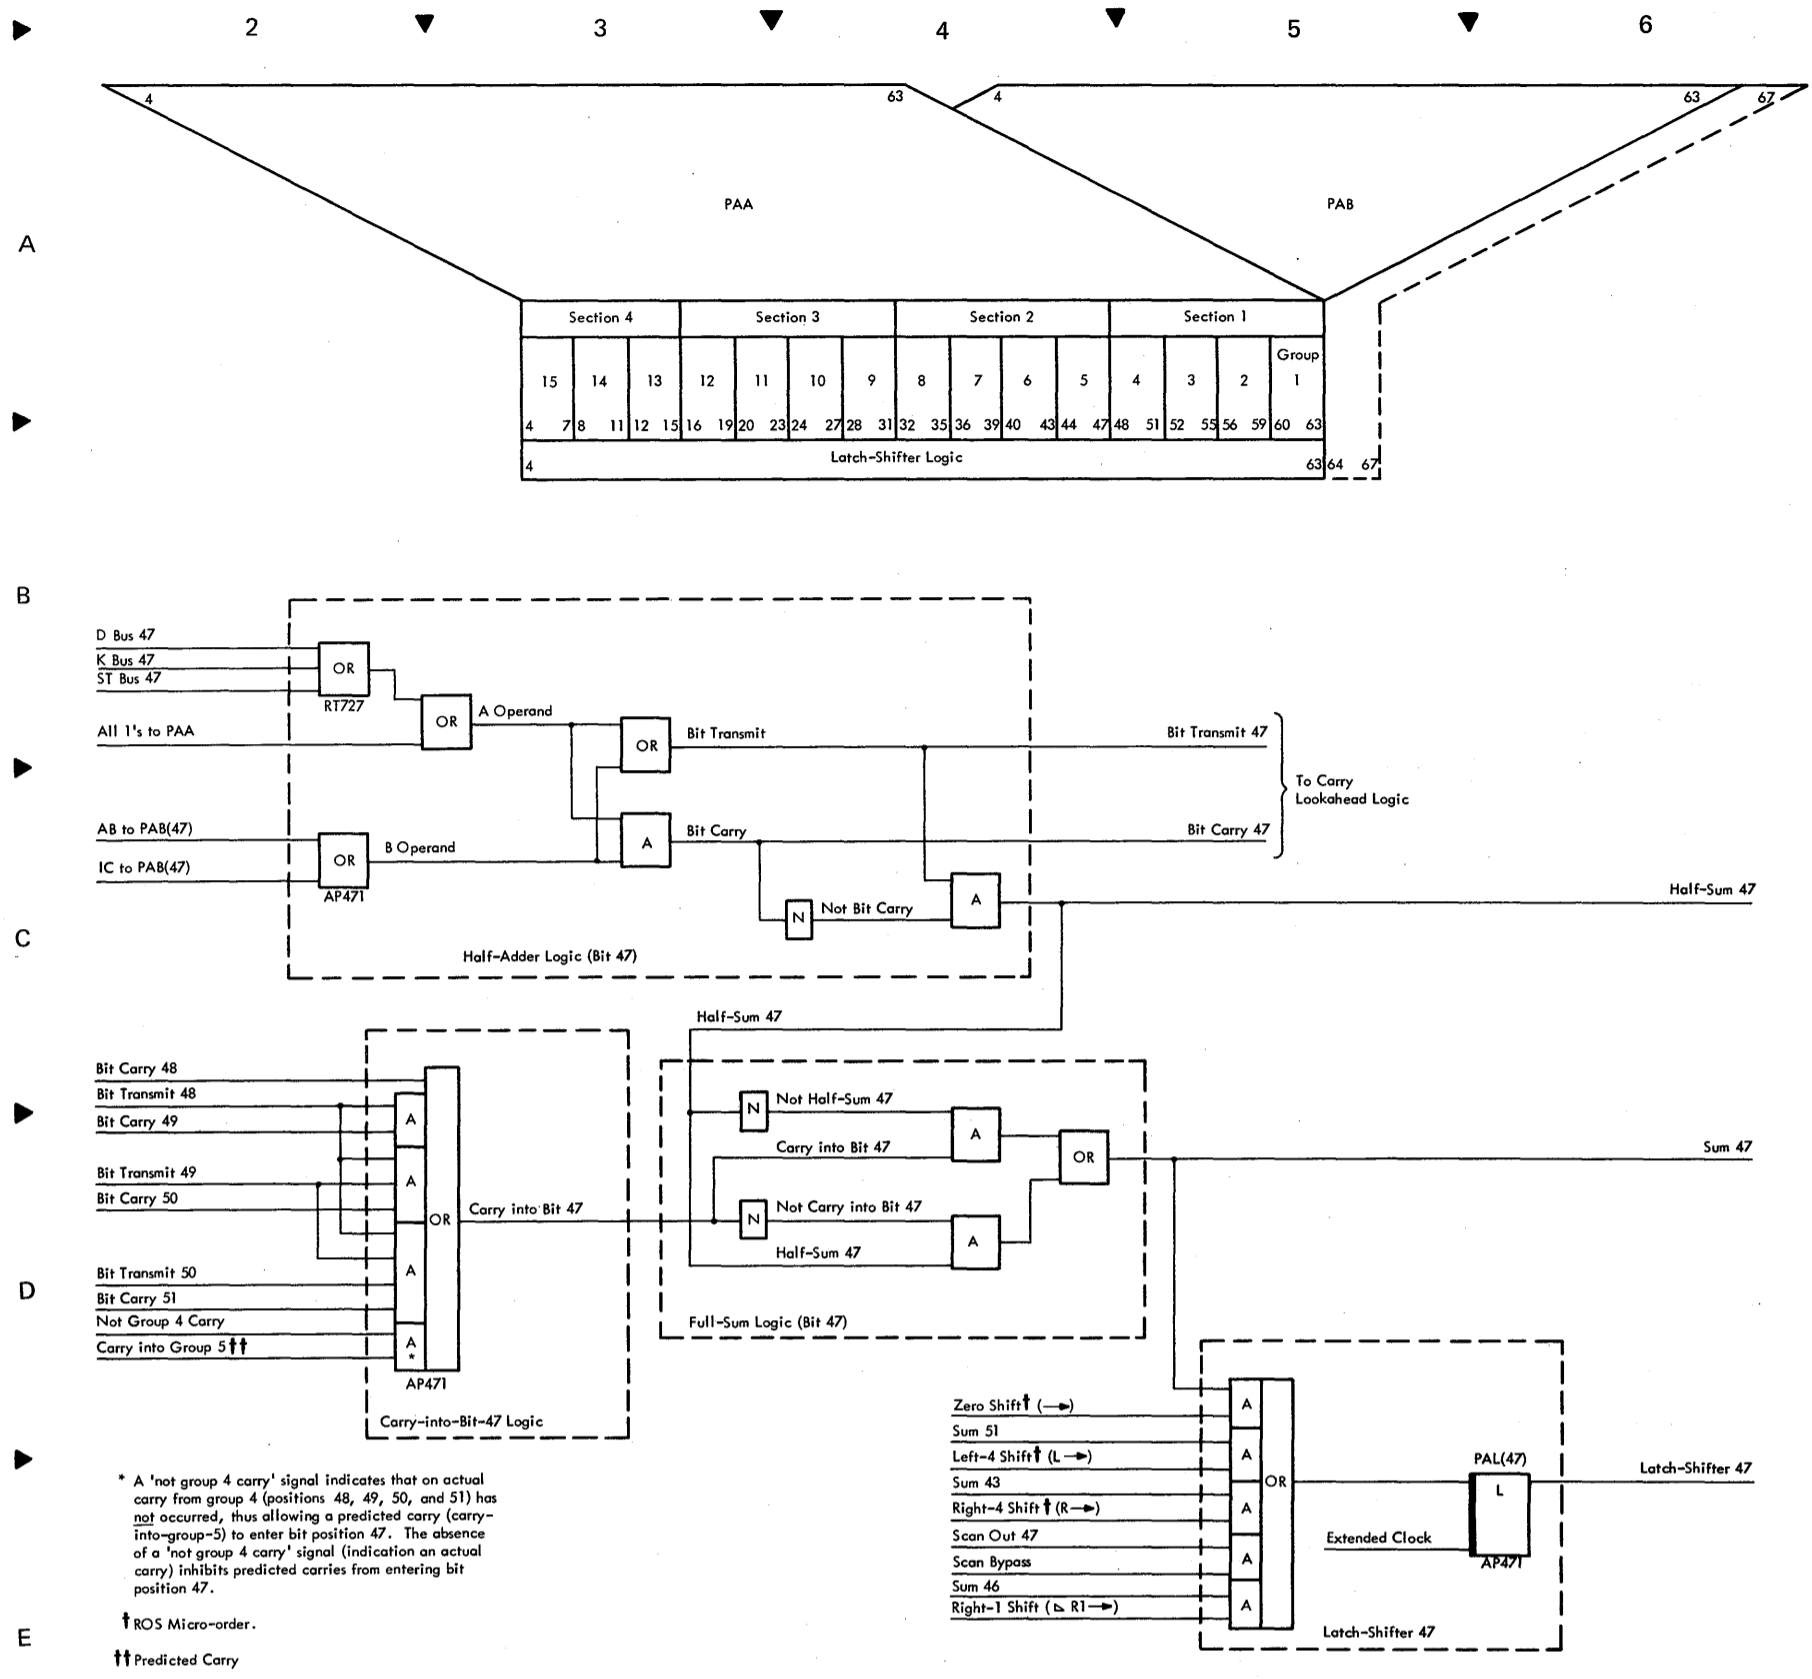 2 3 4 5 6
4 63 4 63 67
PAA PAB
A
Section 4 Section 3 Section 2 Section 1
Group
15 14 13 12 11 10 9 8 7 6 5 4 3 2 1
4 7 8 11 12 15 16 19 20 23 24 27 28 31 32 35 36 39 40 43 44 47 48 51 52 55 56 59 60 63
4 Latch-Shifter Logic 63 64 67
B
D Bus 47
K Bus 47
ST Bus 47
OR
RT727
All 1's to PAA
OR
A Operand
OR
Bit Transmit
Bit Transmit 47
To Carry
Lookahead Logic
AB to PAB(47)
IC to PAB(47)
OR
AP471
B Operand
A
Bit Carry
Bit Carry 47
N
Not Bit Carry
A
Half-Sum 47
C
Half-Adder Logic (Bit 47)
Half-Sum 47
Bit Carry 48
Bit Transmit 48
Bit Carry 49
Bit Transmit 49
Bit Carry 50
Bit Transmit 50
Bit Carry 51
Not Group 4 Carry
Carry into Group 5††
A
A
A
A
*
OR
AP471
Carry into Bit 47
Carry-into-Bit-47 Logic
N
Not Half-Sum 47
Carry into Bit 47
A
N
Not Carry into Bit 47
Half-Sum 47
A
OR
Sum 47
D
Full-Sum Logic (Bit 47)
Zero Shift† (→)
Sum 51
Left-4 Shift† (L→)
Sum 43
Right-4 Shift† (R→)
Scan Out 47
Scan Bypass
Sum 46
Right-1 Shift (⊾ R1→)
A
A
A
A
A
OR
PAL(47)
L
Extended Clock
AP471
Latch-Shifter 47
Latch-Shifter 47
* A 'not group 4 carry' signal indicates that on actual
carry from group 4 (positions 48, 49, 50, and 51) has
not occurred, thus allowing a predicted carry (carry-
into-group-5) to enter bit position 47. The absence
of a 'not group 4 carry' signal (indication an actual
carry) inhibits predicted carries from entering bit
position 47.
† ROS Micro-order.
E
†† Predicted Carry